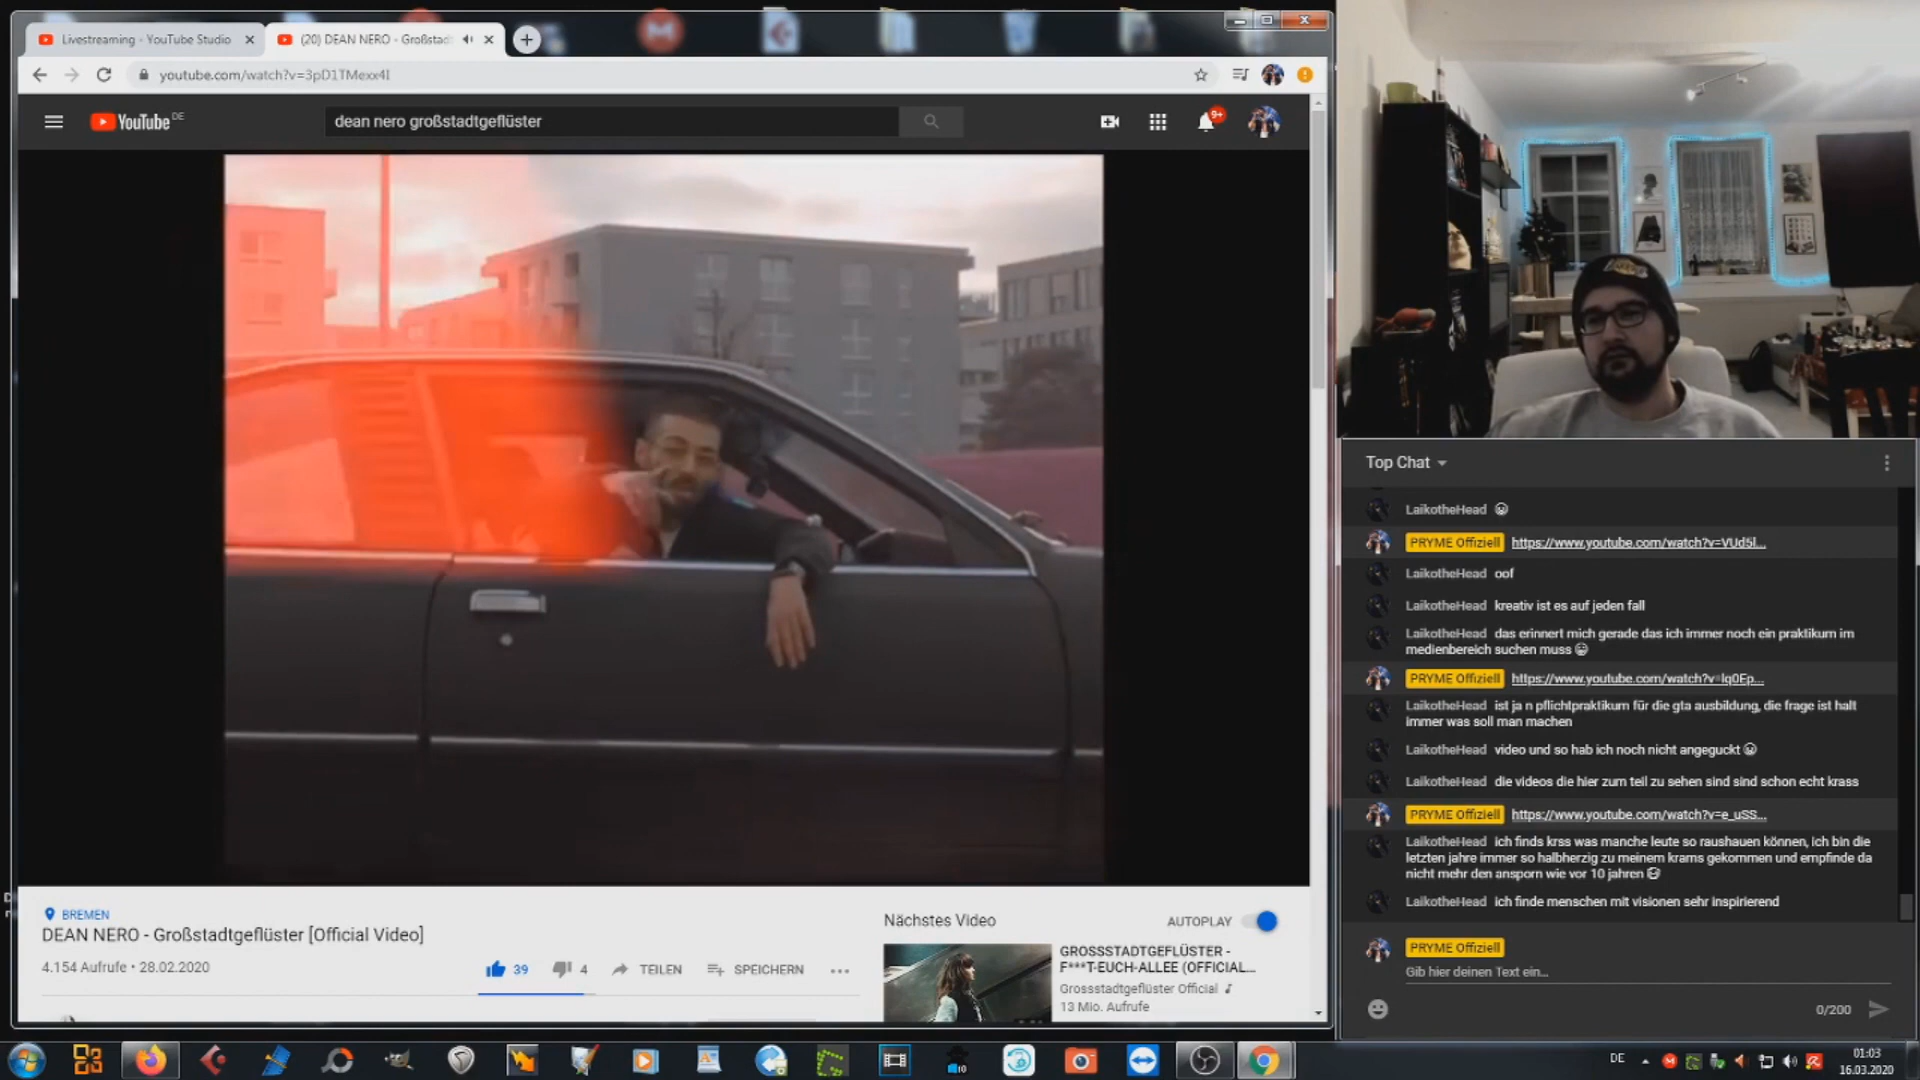 Livestreaming - YouTube Studio
(20) DEAN NERO - Großstadt
youtube.com/watch?v=3pD1TMexx4I
YouTube DE
dean nero großstadtgeflüster
9+
BREMEN
DEAN NERO - Großstadtgeflüster [Official Video]
4.154 Aufrufe • 28.02.2020
39
4
TEILEN
SPEICHERN
Nächstes Video
AUTOPLAY
GROSSSTADTGEFLÜSTER -
F***T-EUCH-ALLEE (OFFICIAL...
Grossstadtgeflüster Official
13 Mio. Aufrufe
Top Chat
LaikotheHead
PRYME Offiziell https://www.youtube.com/watch?v=VUd5l...
LaikotheHead oof
LaikotheHead kreativ ist es auf jeden fall
LaikotheHead das erinnert mich gerade das ich immer noch ein praktikum im
medienbereich suchen muss
PRYME Offiziell https://www.youtube.com/watch?v=Iq0Ep...
LaikotheHead ist ja n pflichtpraktikum für die gta ausbildung, die frage ist halt
immer was soll man machen
LaikotheHead video und so hab ich noch nicht angeguckt
LaikotheHead die videos die hier zum teil zu sehen sind sind schon echt krass
PRYME Offiziell https://www.youtube.com/watch?v=e_uSS...
LaikotheHead ich finds krss was manche leute so raushauen können, ich bin die
letzten jahre immer so halbherzig zu meinem krams gekommen und empfinde da
nicht mehr den ansporn wie vor 10 jahren
LaikotheHead ich finde menschen mit visionen sehr inspirierend
PRYME Offiziell
Gib hier deinen Text ein...
0/200
DE
01:03
16.03.2020